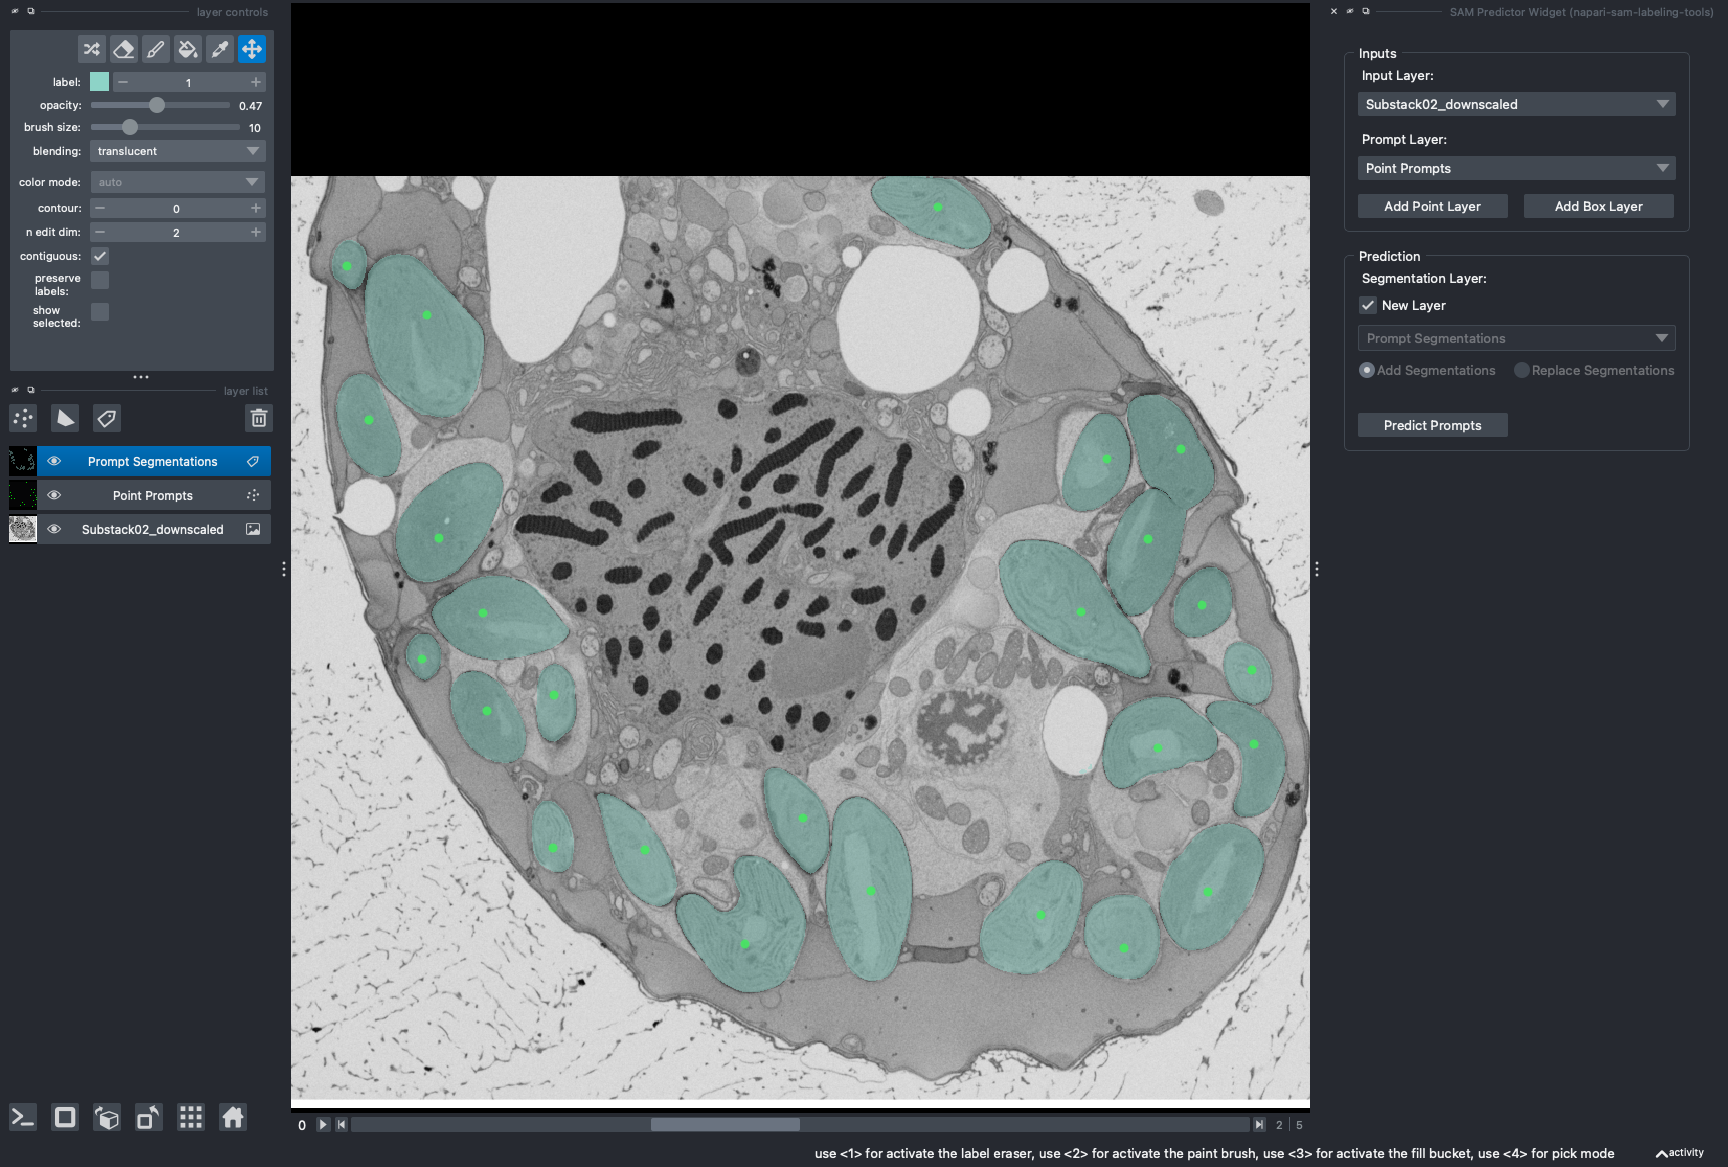 layer controls
label:
1
opacity:
0.47
brush size:
10
blending:
translucent
color mode:
auto
contour:
0
n edit dim:
2
contiguous:
preserve
labels:
show
selected:
layer list
Prompt Segmentations
Point Prompts
Substack02_downscaled
0
2 | 5
SAM Predictor Widget (napari-sam-labeling-tools)
Inputs
Input Layer:
Substack02_downscaled
Prompt Layer:
Point Prompts
Add Point Layer
Add Box Layer
Prediction
Segmentation Layer:
New Layer
Prompt Segmentations
Add Segmentations
Replace Segmentations
Predict Prompts
use <1> for activate the label eraser, use <2> for activate the paint brush, use <3> for activate the fill bucket, use <4> for pick mode
activity